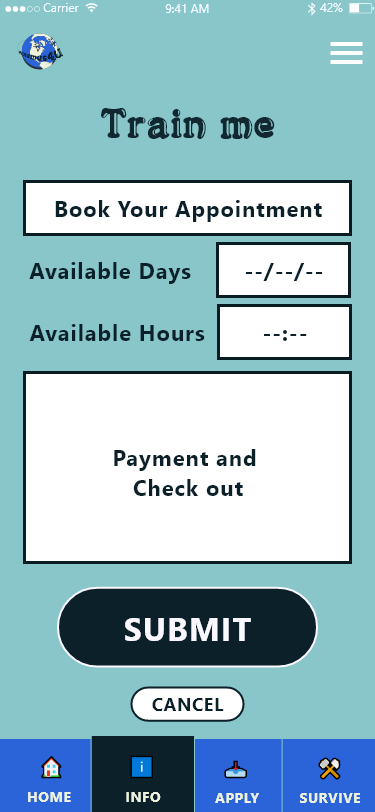 Carrier 9:41 AM 42%
Train me
Book Your Appointment
Available Days --/--/--
Available Hours --:--
Payment and
Check out
SUBMIT
CANCEL
HOME INFO APPLY SURVIVE